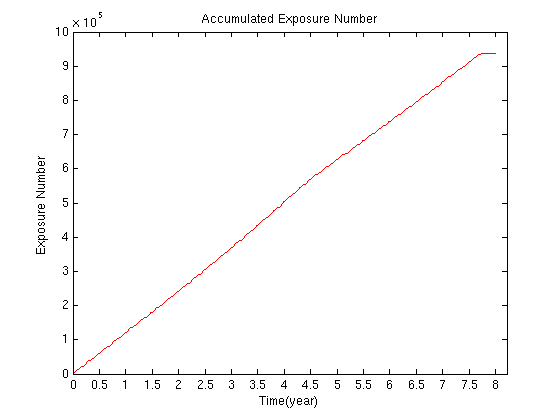 Accumulated Exposure Number
10 × 10⁵
9
8
7
6
5
4
3
2
1
0
Exposure Number
0 0.5 1 1.5 2 2.5 3 3.5 4 4.5 5 5.5 6 6.5 7 7.5 8
Time(year)